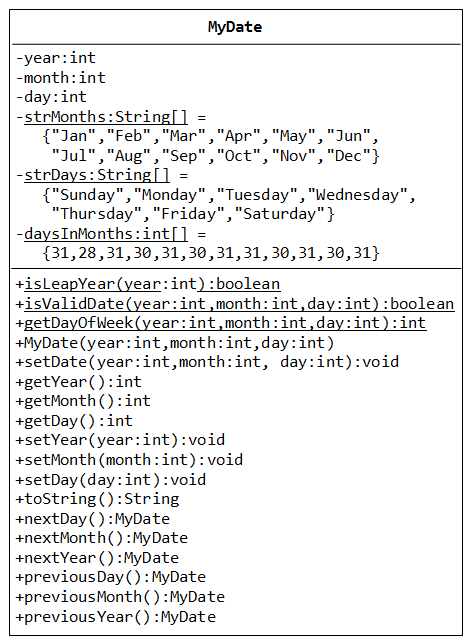 MyDate
-year:int
-month:int
-day:int
-strMonths:String[] =
{"Jan","Feb","Mar","Apr","May","Jun",
"Jul","Aug","Sep","Oct","Nov","Dec"}
-strDays:String[] =
{"Sunday","Monday","Tuesday","Wednesday",
"Thursday","Friday","Saturday"}
-daysInMonths:int[] =
{31,28,31,30,31,30,31,31,30,31,30,31}
+isLeapYear(year:int):boolean
+isValidDate(year:int,month:int,day:int):boolean
+getDayOfWeek(year:int,month:int,day:int):int
+MyDate(year:int,month:int,day:int)
+setDate(year:int,month:int, day:int):void
+getYear():int
+getMonth():int
+getDay():int
+setYear(year:int):void
+setMonth(month:int):void
+setDay(day:int):void
+toString():String
+nextDay():MyDate
+nextMonth():MyDate
+nextYear():MyDate
+previousDay():MyDate
+previousMonth():MyDate
+previousYear():MyDate